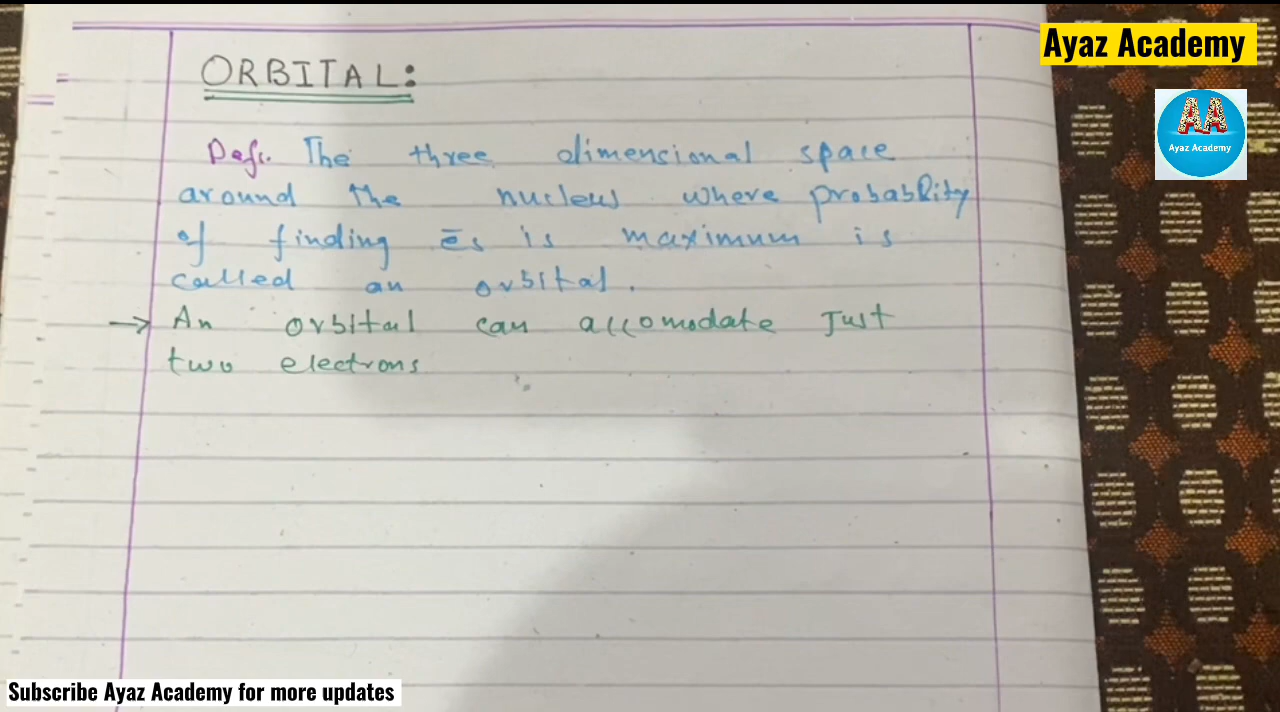 Ayaz Academy
AA
Ayaz Academy
ORBITAL:
Def:. The three dimensional space
around the nucleus where probability
of finding ēs is maximum is
called an orbital.
→ An orbital can accomodate Just
two electrons
Subscribe Ayaz Academy for more updates